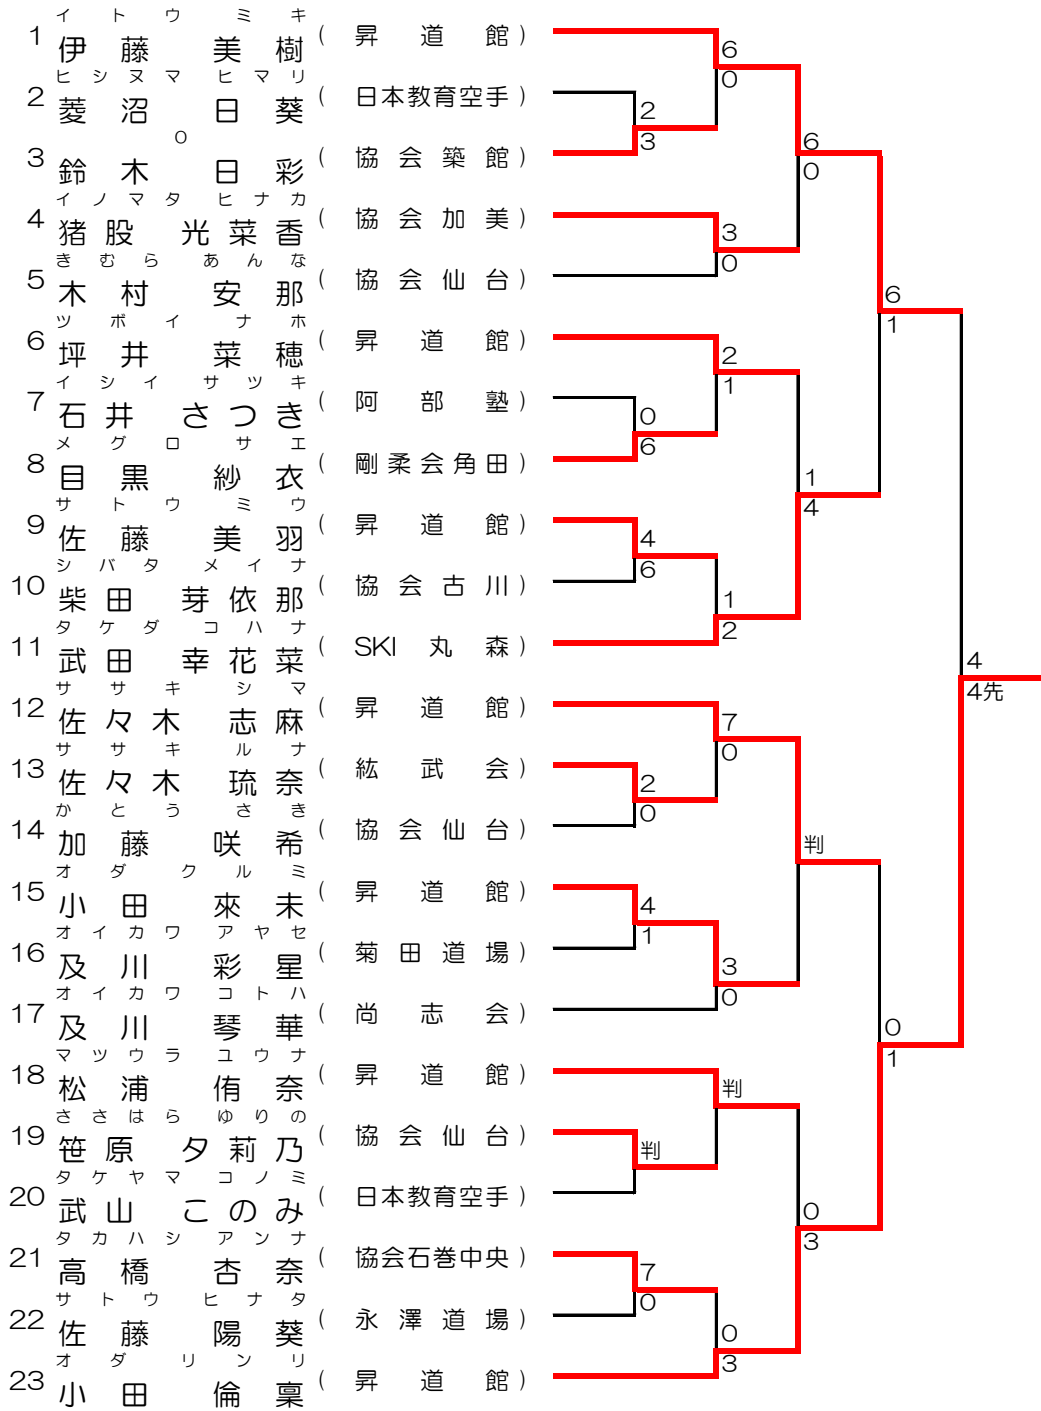 イトウ ミキ
1 伊藤 美樹 (昇道館)
6
0
ヒシヌマ ヒマリ
2 菱沼 日葵 (日本教育空手)
2
3
0
3 鈴木 日彩 (協会築館)
6
0
イノマタ ヒナカ
4 猪股 光菜香 (協会加美)
3
0
きむら あんな
5 木村 安那 (協会仙台)
6
1
ツボイ ナホ
6 坪井 菜穂 (昇道館)
2
1
イシイ サツキ
7 石井 さつき (阿部塾)
0
6
メグロ サエ
8 目黒 紗衣 (剛柔会角田)
1
4
サトウ ミウ
9 佐藤 美羽 (昇道館)
4
6
シバタ メイナ
10 柴田 芽依那 (協会古川)
1
2
タケダ コハナ
11 武田 幸花菜 (SKI 丸森)
4
4先
ササキ シマ
12 佐々木 志麻 (昇道館)
7
0
ササキ ルナ
13 佐々木 琉奈 (紘武会)
2
0
かとう さき
14 加藤 咲希 (協会仙台)
判
オダ クルミ
15 小田 來未 (昇道館)
4
1
オイカワ アヤセ
16 及川 彩星 (菊田道場)
3
0
オイカワ コトハ
17 及川 琴華 (尚志会)
0
1
マツウラ ユウナ
18 松浦 侑奈 (昇道館)
判
ささはら ゆりの
19 笹原 夕莉乃 (協会仙台)
判
タケヤマ コノミ
20 武山 このみ (日本教育空手)
0
3
タカハシ アンナ
21 高橋 杏奈 (協会石巻中央)
7
0
サトウ ヒナタ
22 佐藤 陽葵 (永澤道場)
0
3
オダ リンリ
23 小田 倫稟 (昇道館)